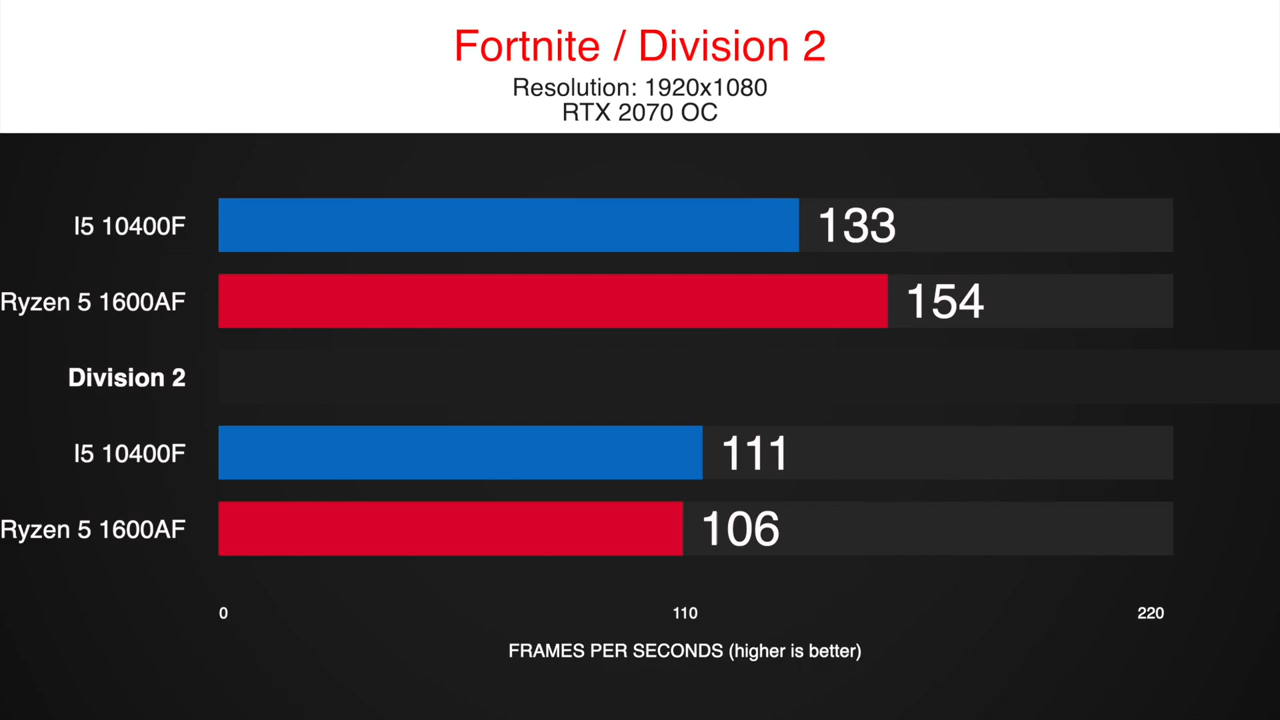 Fortnite / Division 2
Resolution: 1920x1080
RTX 2070 OC
I5 10400F 133
Ryzen 5 1600AF 154
Division 2
I5 10400F 111
Ryzen 5 1600AF 106
0 110 220
FRAMES PER SECONDS (higher is better)